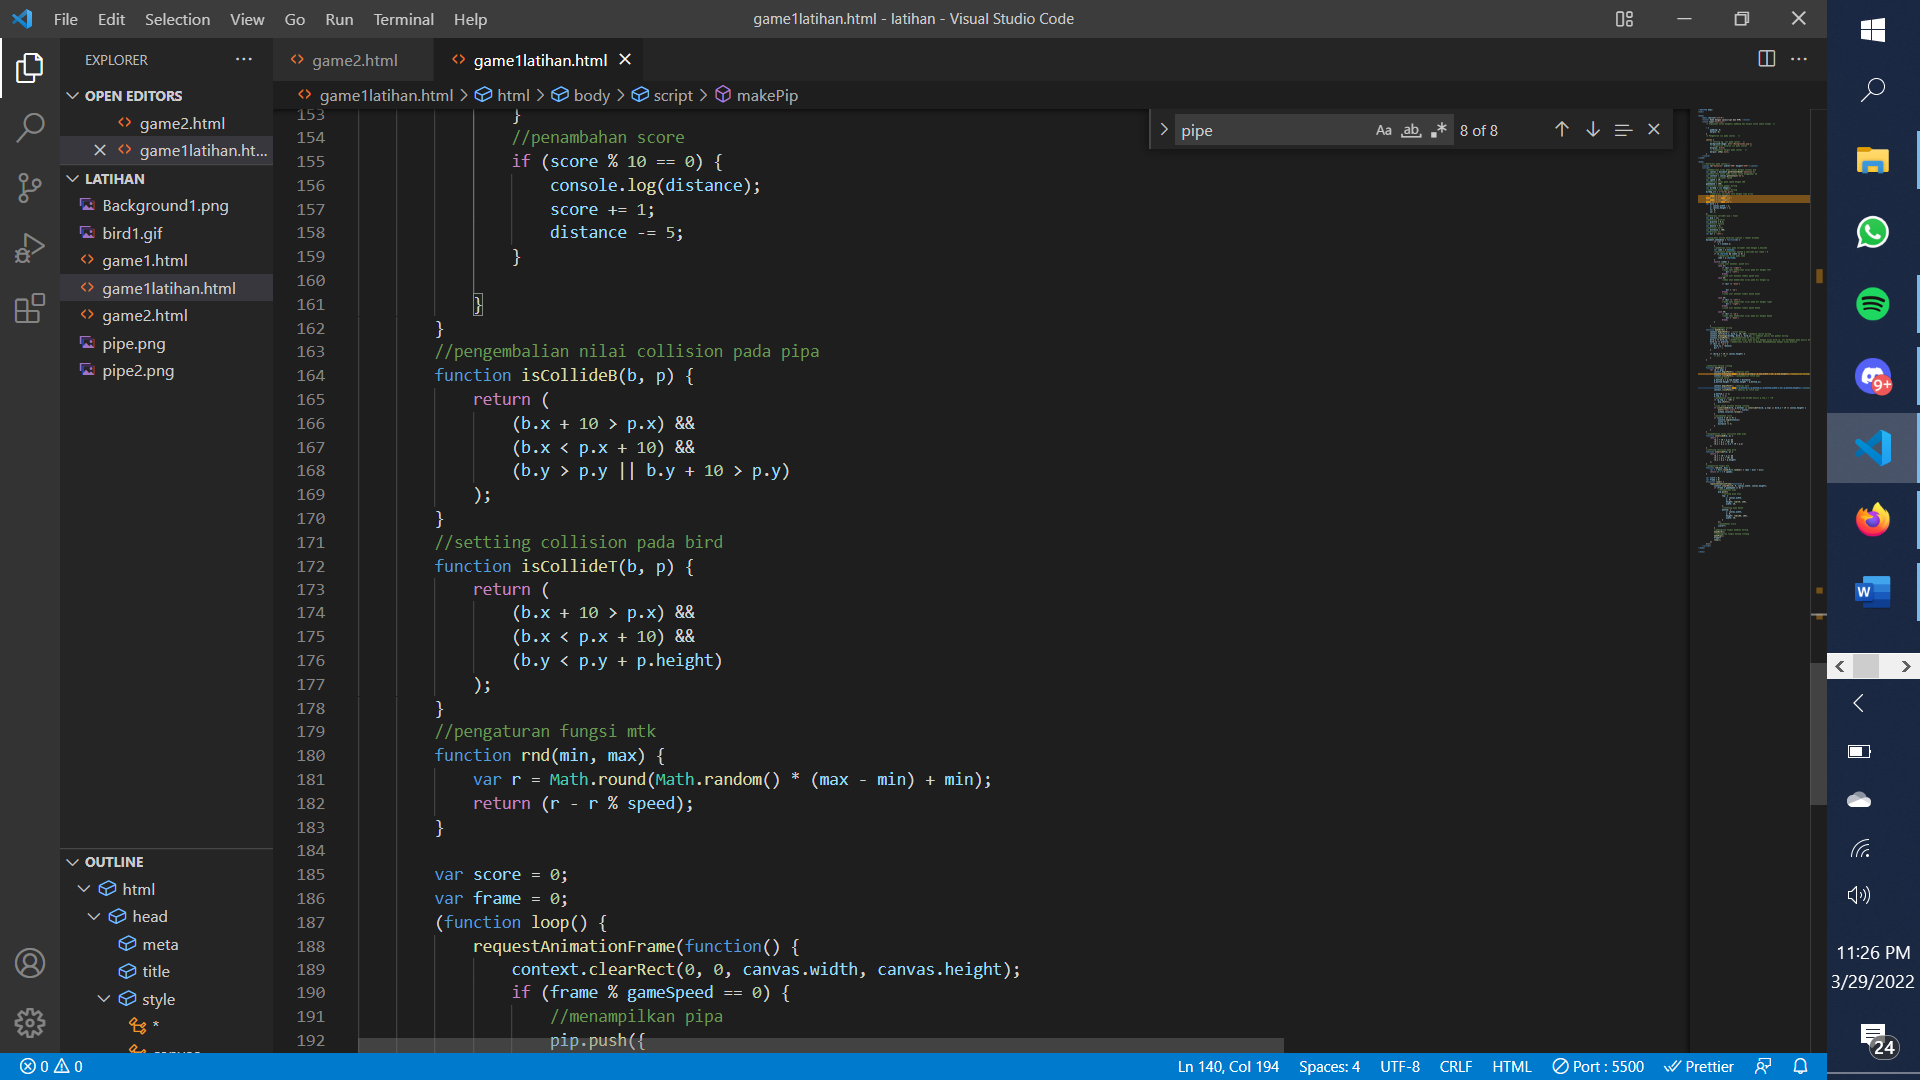 File Edit Selection View Go Run Terminal Help
game1latihan.html - latihan - Visual Studio Code
EXPLORER
OPEN EDITORS
game2.html
game1latihan.ht...
LATIHAN
Background1.png
bird1.gif
game1.html
game1latihan.html
game2.html
pipe.png
pipe2.png
OUTLINE
html
head
meta
title
style
*
game2.html
game1latihan.html
game1latihan.html > html > body > script > makePip
pipe
Aa ab .*
8 of 8
153 }
154 //penambahan score
155 if (score % 10 == 0) {
156 console.log(distance);
157 score += 1;
158 distance -= 5;
159 }
160
161 }
162 }
163 //pengembalian nilai collision pada pipa
164 function isCollideB(b, p) {
165 return (
166 (b.x + 10 > p.x) &&
167 (b.x < p.x + 10) &&
168 (b.y > p.y || b.y + 10 > p.y)
169 );
170 }
171 //settiing collision pada bird
172 function isCollideT(b, p) {
173 return (
174 (b.x + 10 > p.x) &&
175 (b.x < p.x + 10) &&
176 (b.y < p.y + p.height)
177 );
178 }
179 //pengaturan fungsi mtk
180 function rnd(min, max) {
181 var r = Math.round(Math.random() * (max - min) + min);
182 return (r - r % speed);
183 }
184
185 var score = 0;
186 var frame = 0;
187 (function loop() {
188 requestAnimationFrame(function() {
189 context.clearRect(0, 0, canvas.width, canvas.height);
190 if (frame % gameSpeed == 0) {
191 //menampilkan pipa
192 pip.push({
0 0
Ln 140, Col 194 Spaces: 4 UTF-8 CRLF HTML Port : 5500 Prettier
9+
W
11:26 PM
3/29/2022
24